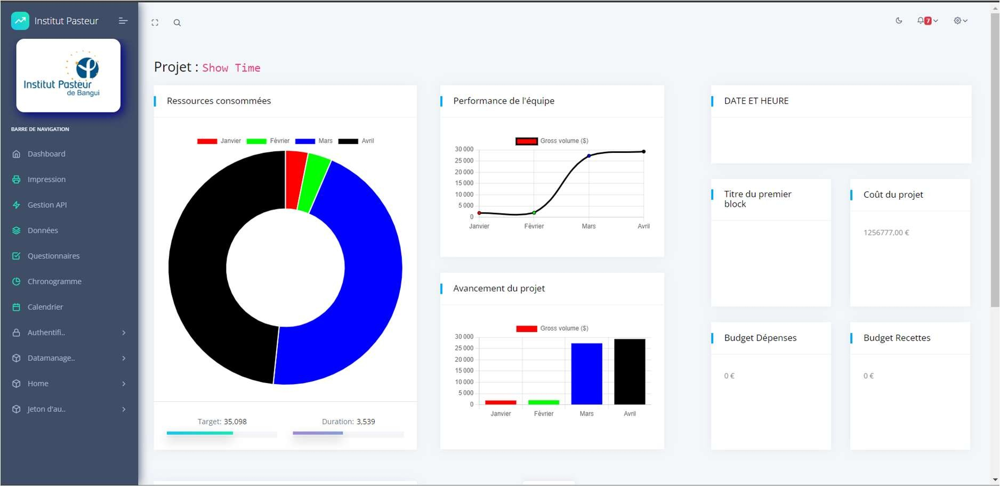 Institut Pasteur
Institut Pasteur
de Bangui
BARRE DE NAVIGATION
Dashboard
Impression
Gestion API
Données
Questionnaires
Chronogramme
Calendrier
Authentifi..
Datamanage..
Home
Jeton d'au..
7
Projet : Show Time
Ressources consommées
Janvier Février Mars Avril
Target: 35,098
Duration: 3,539
Performance de l'équipe
Gross volume ($)
30 000
25 000
20 000
15 000
10 000
5 000
0
Janvier Février Mars Avril
Avancement du projet
Gross volume ($)
30 000
25 000
20 000
15 000
10 000
5 000
0
Janvier Février Mars Avril
DATE ET HEURE
Titre du premier
block
Coût du projet
1256777,00 €
Budget Dépenses
0 €
Budget Recettes
0 €